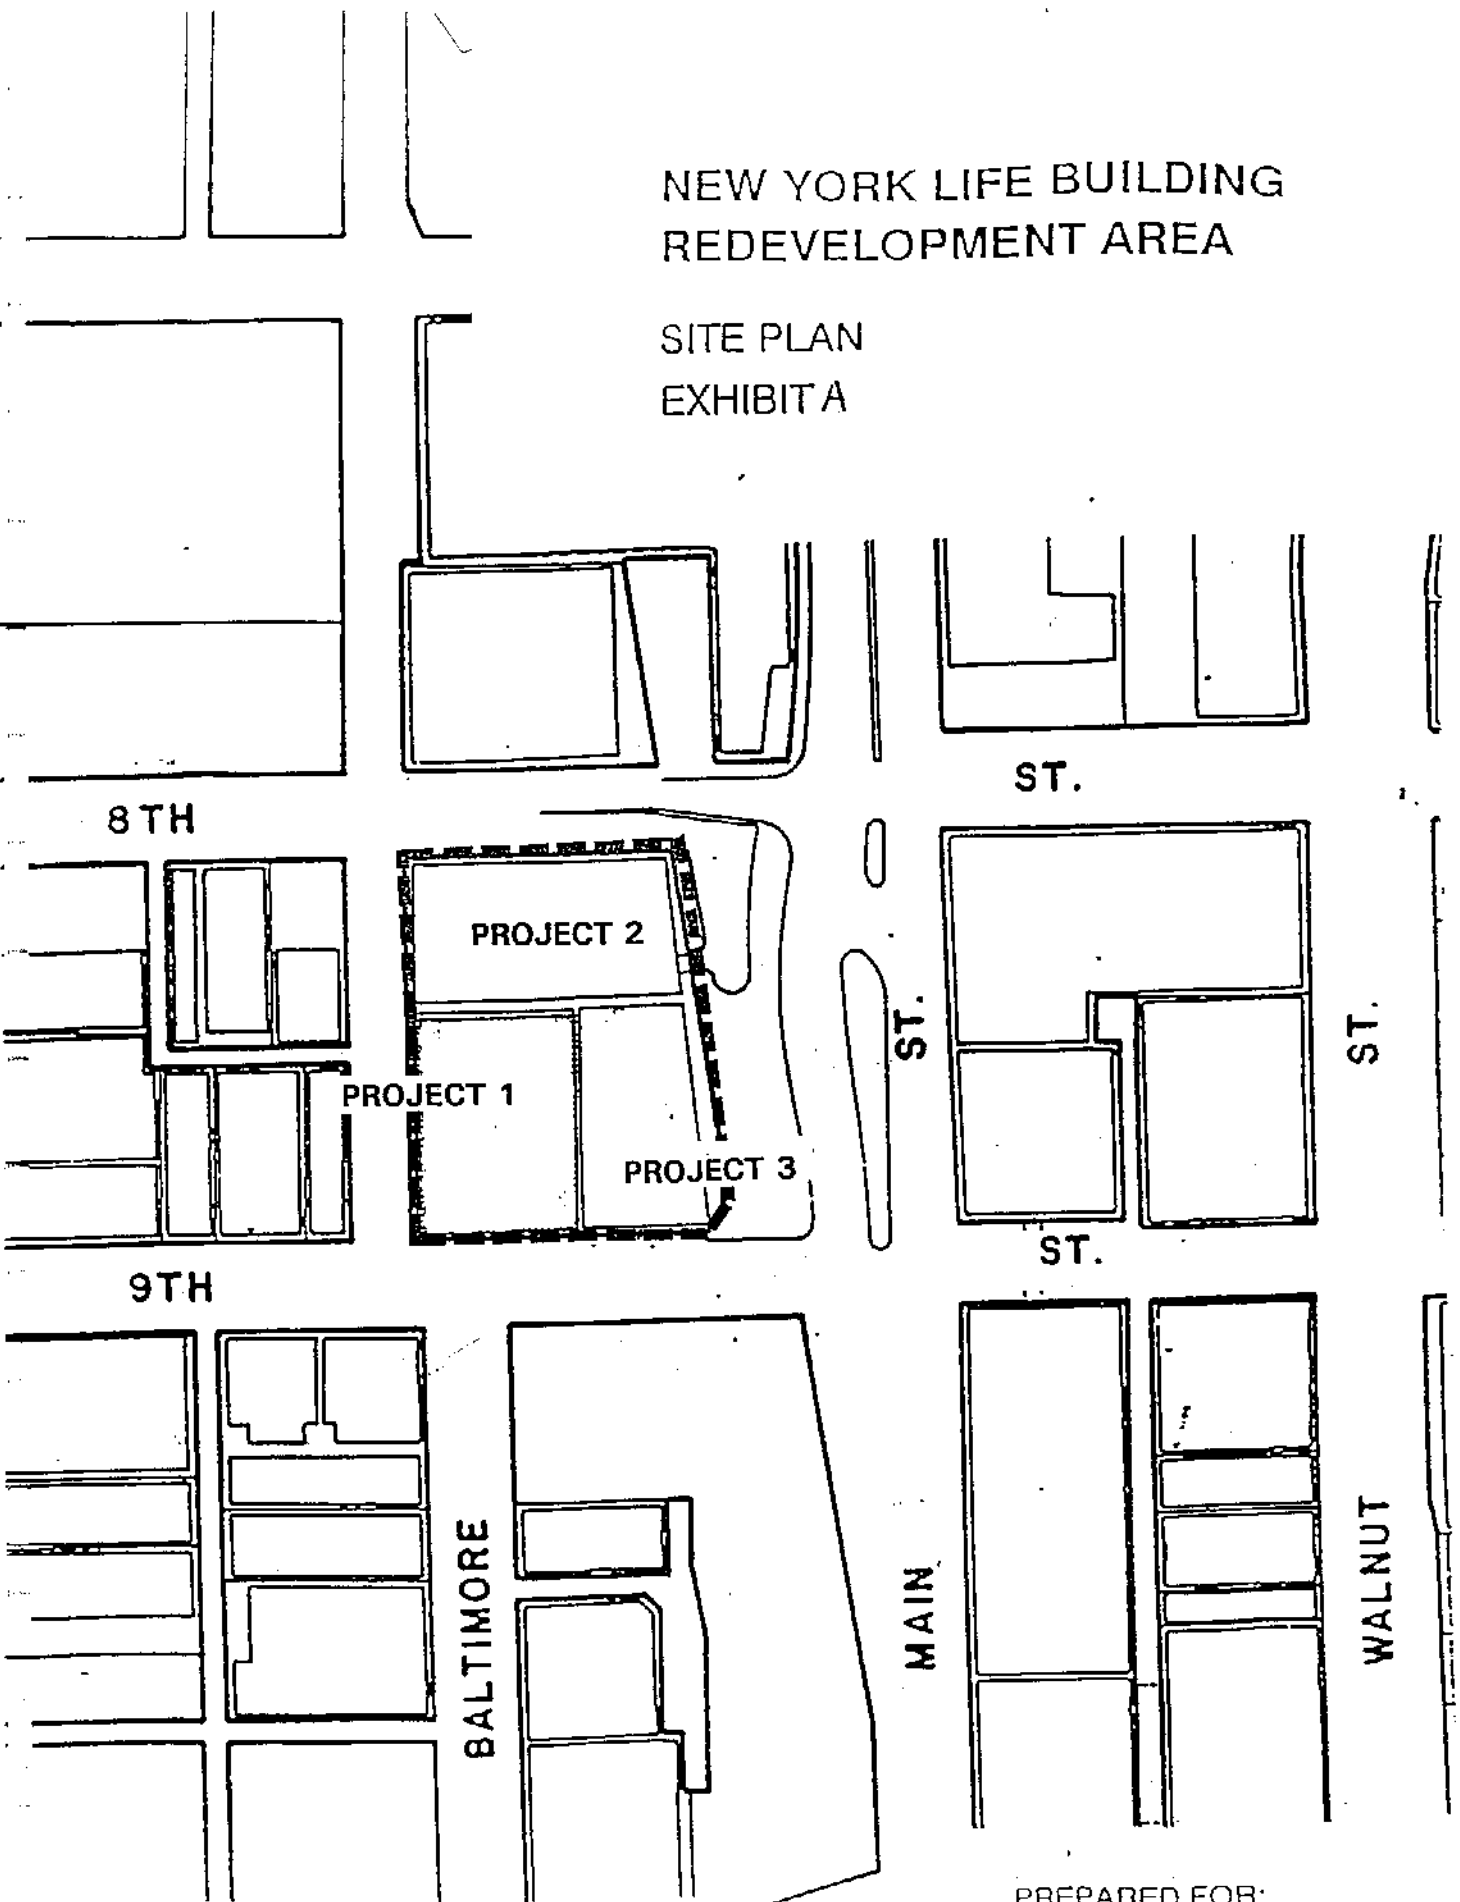 NEW YORK LIFE BUILDING
REDEVELOPMENT AREA
SITE PLAN
EXHIBIT A
ST.
8TH
PROJECT 2
ST.
ST.
PROJECT 1
PROJECT 3
ST.
9TH
BALTIMORE
MAIN
WALNUT
PREPARED FOR: